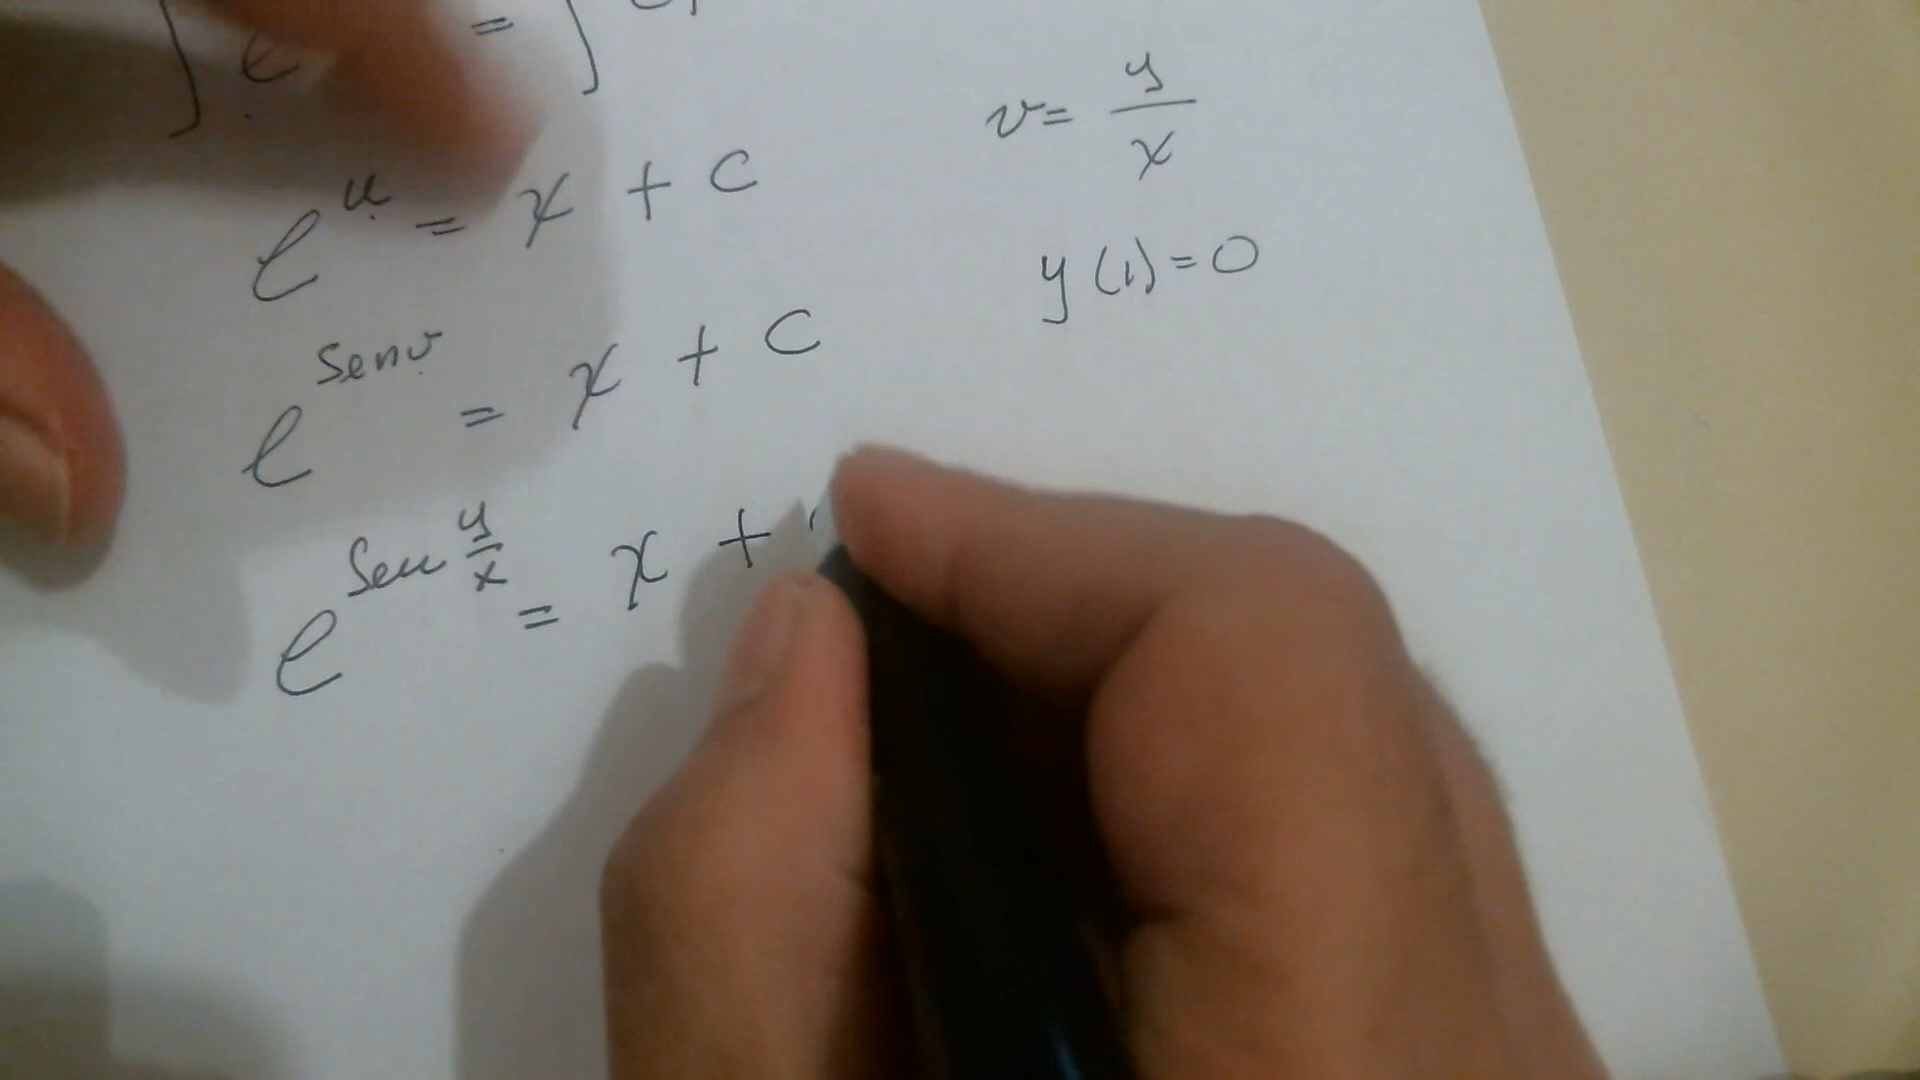 ∫ e =  ∫
v = y/x
e^u = x + c
y(1)=0
e^senv = x + c
e^sen y/x = x +